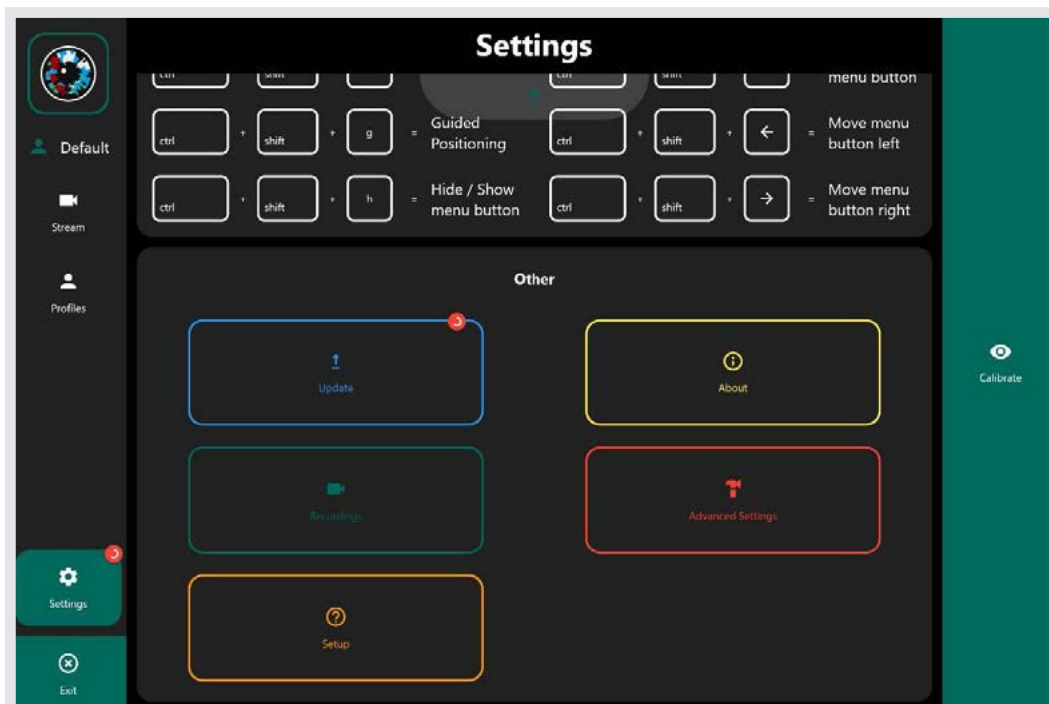 Settings
Default
Stream
Profiles
Settings
Exit
menu button
ctrl + shift + g = Guided Positioning
ctrl + shift + ← = Move menu button left
ctrl + shift + h = Hide / Show menu button
ctrl + shift + → = Move menu button right
Other
Update
About
Recordings
Advanced Settings
Setup
Calibrate